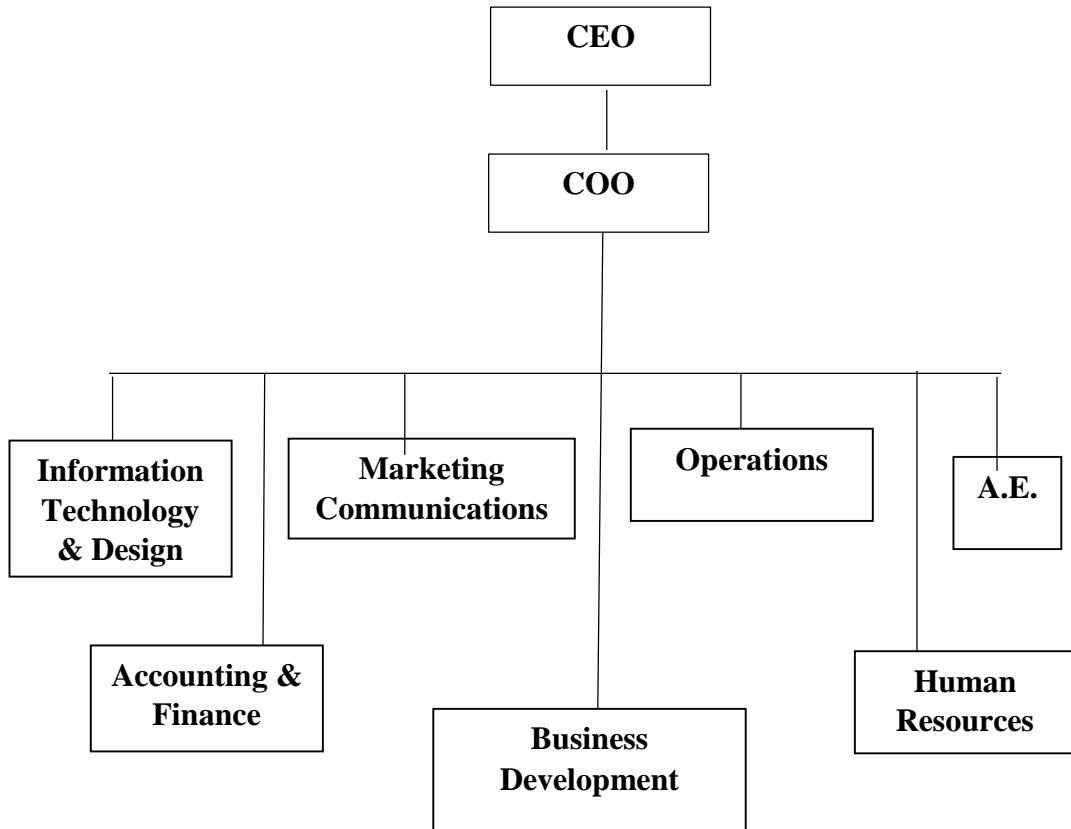 CEO
COO
Information
Technology
& Design
Marketing
Communications
Operations
A.E.
Accounting &
Finance
Business
Development
Human
Resources